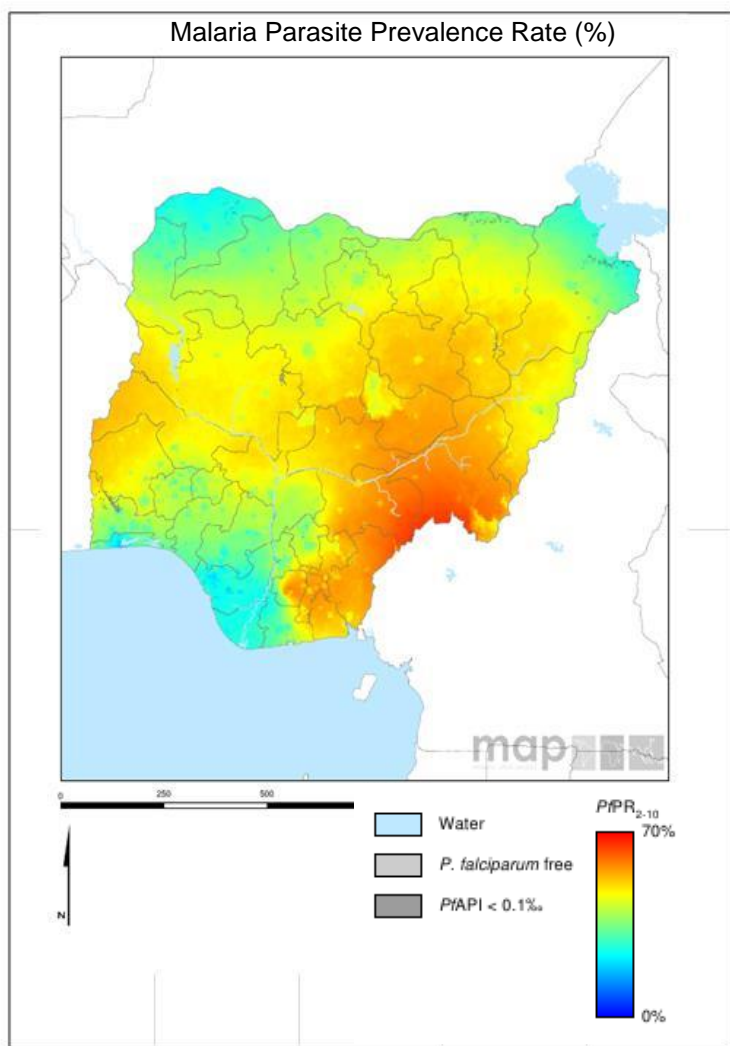 Malaria Parasite Prevalence Rate (%)
map
0 250 500
Water
P. falciparum free
PfAPI < 0.1‰
N
PfPR2-10
70%
0%